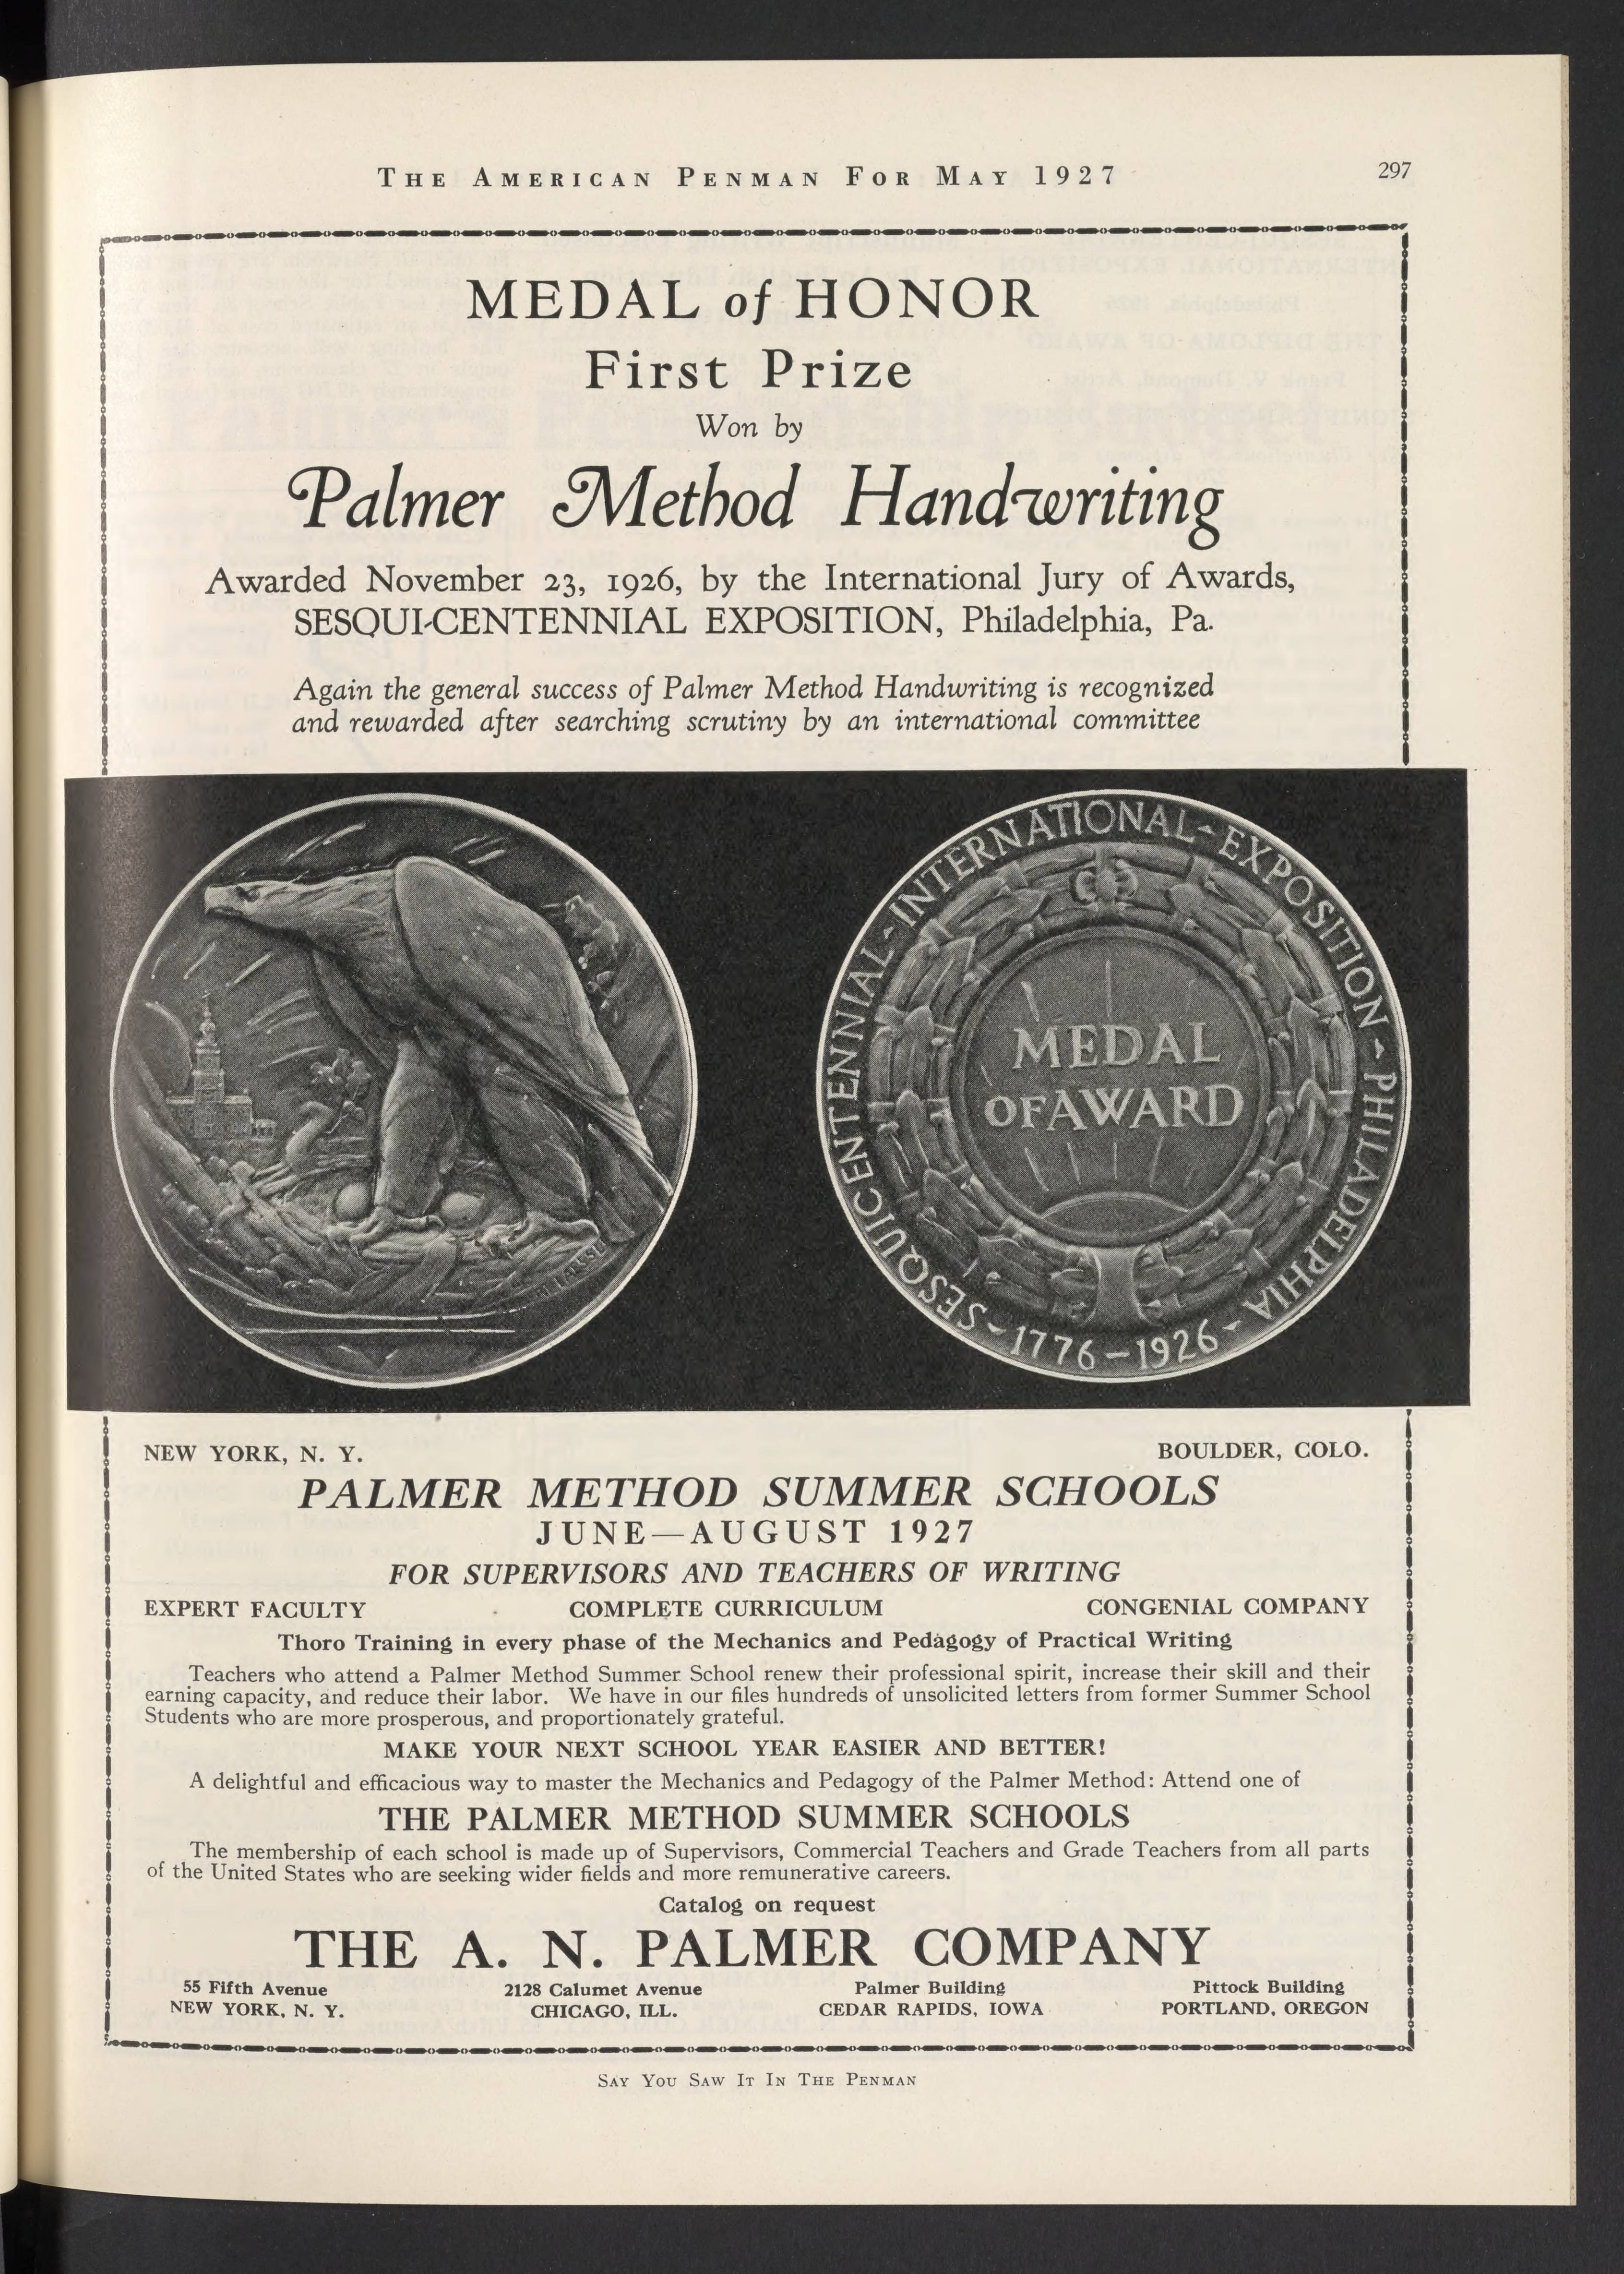 THE AMERICAN PENMAN FOR MAY 1927
297
MEDAL of HONOR
First Prize
Won by
Palmer Method Handwriting
Awarded November 23, 1926, by the International Jury of Awards,
SESQUI-CENTENNIAL EXPOSITION, Philadelphia, Pa.
Again the general success of Palmer Method Handwriting is recognized
and rewarded after searching scrutiny by an international committee
SESQUICENTENNIAL-INTERNATIONAL-EXPOSITION-PHILADELPHIA-
1776-1926
MEDAL
OF AWARD
NEW YORK, N. Y.
BOULDER, COLO.
PALMER METHOD SUMMER SCHOOLS
JUNE—AUGUST 1927
FOR SUPERVISORS AND TEACHERS OF WRITING
EXPERT FACULTY COMPLETE CURRICULUM CONGENIAL COMPANY
Thoro Training in every phase of the Mechanics and Pedagogy of Practical Writing
Teachers who attend a Palmer Method Summer School renew their professional spirit, increase their skill and their
earning capacity, and reduce their labor. We have in our files hundreds of unsolicited letters from former Summer School
Students who are more prosperous, and proportionately grateful.
MAKE YOUR NEXT SCHOOL YEAR EASIER AND BETTER!
A delightful and efficacious way to master the Mechanics and Pedagogy of the Palmer Method: Attend one of
THE PALMER METHOD SUMMER SCHOOLS
The membership of each school is made up of Supervisors, Commercial Teachers and Grade Teachers from all parts
of the United States who are seeking wider fields and more remunerative careers.
Catalog on request
THE A. N. PALMER COMPANY
55 Fifth Avenue
NEW YORK, N. Y.
2128 Calumet Avenue
CHICAGO, ILL.
Palmer Building
CEDAR RAPIDS, IOWA
Pittock Building
PORTLAND, OREGON
SAY YOU SAW IT IN THE PENMAN